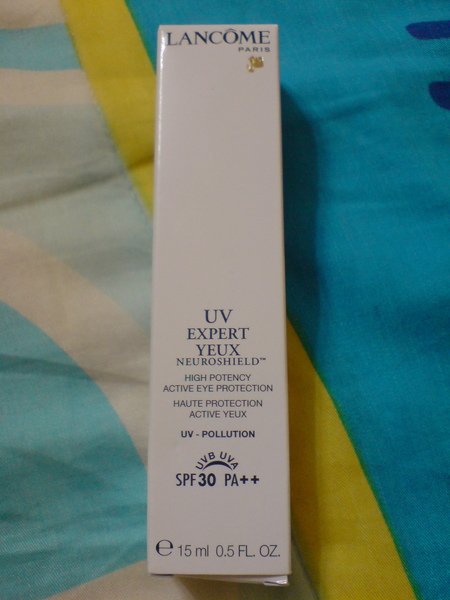 LANCÔME
PARIS
UV
EXPERT
YEUX
NEUROSHIELD™
HIGH POTENCY
ACTIVE EYE PROTECTION
HAUTE PROTECTION
ACTIVE YEUX
UV - POLLUTION
UVB UVA
SPF30 PA++
℮ 15 ml 0.5 FL. OZ.